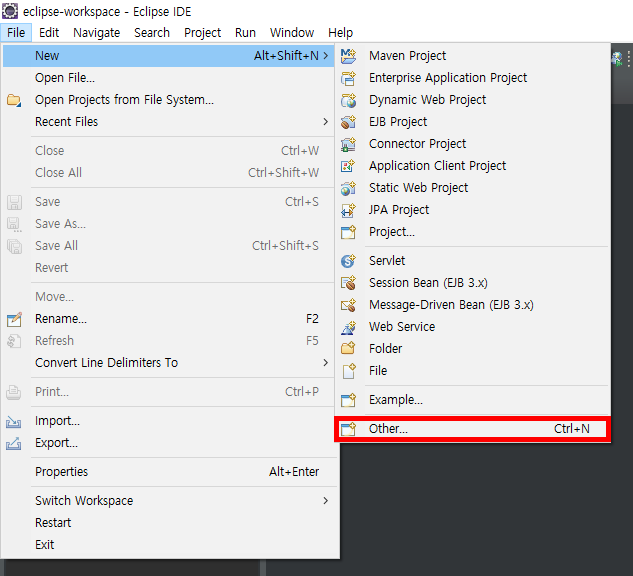 eclipse-workspace - Eclipse IDE
File Edit Navigate Search Project Run Window Help
New Alt+Shift+N >
Open File...
Open Projects from File System...
Recent Files >
Close Ctrl+W
Close All Ctrl+Shift+W
Save Ctrl+S
Save As...
Save All Ctrl+Shift+S
Revert
Move...
Rename... F2
Refresh F5
Convert Line Delimiters To >
Print... Ctrl+P
Import...
Export...
Properties Alt+Enter
Switch Workspace >
Restart
Exit
Maven Project
Enterprise Application Project
Dynamic Web Project
EJB Project
Connector Project
Application Client Project
Static Web Project
JPA Project
Project...
Servlet
Session Bean (EJB 3.x)
Message-Driven Bean (EJB 3.x)
Web Service
Folder
File
Example...
Other... Ctrl+N